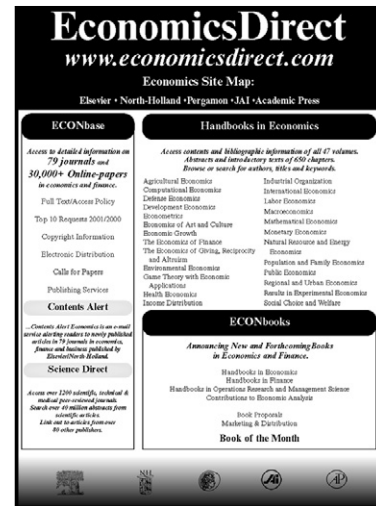 EconomicsDirect
www.economicsdirect.com
Economics Site Map:
Elsevier • North-Holland •Pergamon •JAI •Academic Press
ECONbase
Access to detailed information on
79 journals and
30,000+ Online-papers
in economics and finance.
Full Text/Access Policy
Top 10 Requests 2001/2000
Copyright Information
Electronic Distribution
Calls for Papers
Publishing Services
Contents Alert
...Contents Alert Economics is an e-mail
service alerting readers to newly published
articles in 79 journals in economics,
finance and business published by
Elsevier/North Holland.
Science Direct
Access over 1200 scientific, technical &
medical peer-reviewed journals.
Search over 40 million abstracts from
scientific articles.
Link out to articles from over
80 other publishers.
Handbooks in Economics
Access contents and bibliographic information of all 47 volumes.
Abstracts and introductory texts of 650 chapters.
Browse or search for authors, titles and keywords.
Agricultural Economics
Computational Economics
Defense Economics
Development Economics
Econometrics
Economics of Art and Culture
Economic Growth
The Economics of Finance
The Economics of Giving, Reciprocity
and Altruism
Environmental Economics
Game Theory with Economic
Applications
Health Economics
Income Distribution
Industrial Organization
International Economics
Labor Economics
Macroeconomics
Mathematical Economics
Monetary Economics
Natural Resource and Energy
Economics
Population and Family Economics
Public Economics
Regional and Urban Economics
Results in Experimental Economics
Social Choice and Welfare
ECONbooks
Announcing New and ForthcomingBooks
in Economics and Finance.
Handbooks in Economics
Handbooks in Finance
Handbooks in Operations Research and Management Science
Contributions to Economic Analysis
Book Proposals
Marketing & Distribution
Book of the Month